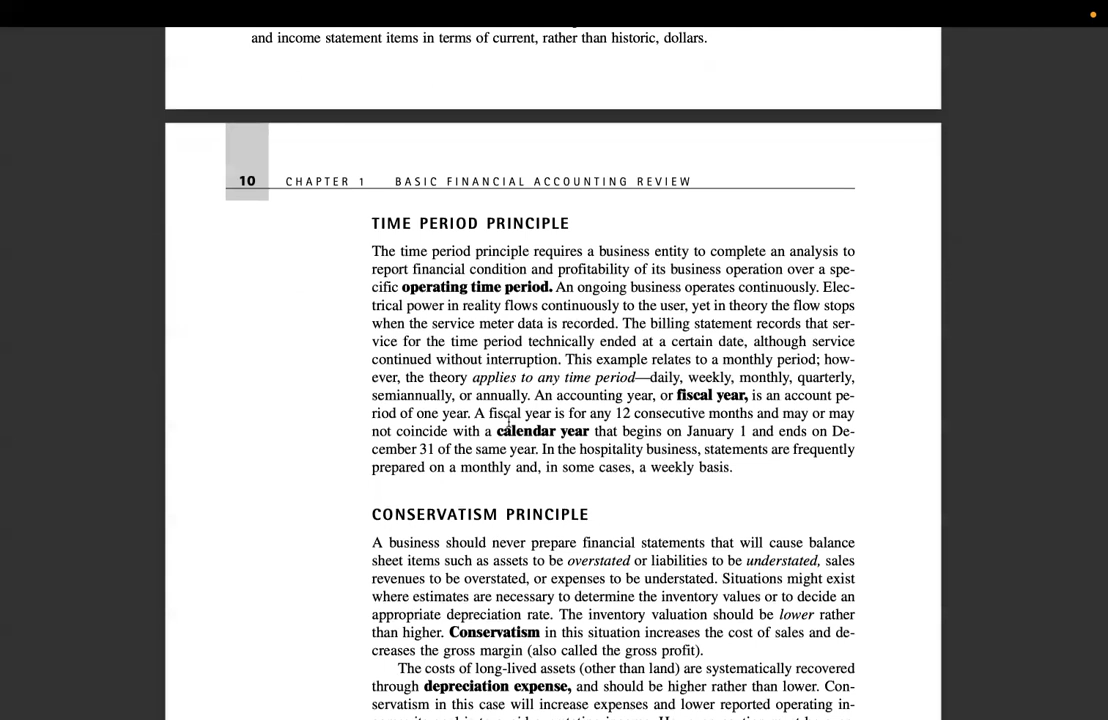 and income statement items in terms of current, rather than historic, dollars.
10 CHAPTER 1 BASIC FINANCIAL ACCOUNTING REVIEW
TIME PERIOD PRINCIPLE
The time period principle requires a business entity to complete an analysis to
report financial condition and profitability of its business operation over a spe-
cific operating time period. An ongoing business operates continuously. Elec-
trical power in reality flows continuously to the user, yet in theory the flow stops
when the service meter data is recorded. The billing statement records that ser-
vice for the time period technically ended at a certain date, although service
continued without interruption. This example relates to a monthly period; how-
ever, the theory applies to any time period—daily, weekly, monthly, quarterly,
semiannually, or annually. An accounting year, or fiscal year, is an account pe-
riod of one year. A fiscal year is for any 12 consecutive months and may or may
not coincide with a calendar year that begins on January 1 and ends on De-
cember 31 of the same year. In the hospitality business, statements are frequently
prepared on a monthly and, in some cases, a weekly basis.
CONSERVATISM PRINCIPLE
A business should never prepare financial statements that will cause balance
sheet items such as assets to be overstated or liabilities to be understated, sales
revenues to be overstated, or expenses to be understated. Situations might exist
where estimates are necessary to determine the inventory values or to decide an
appropriate depreciation rate. The inventory valuation should be lower rather
than higher. Conservatism in this situation increases the cost of sales and de-
creases the gross margin (also called the gross profit).
The costs of long-lived assets (other than land) are systematically recovered
through depreciation expense, and should be higher rather than lower. Con-
servatism in this case will increase expenses and lower reported operating in-